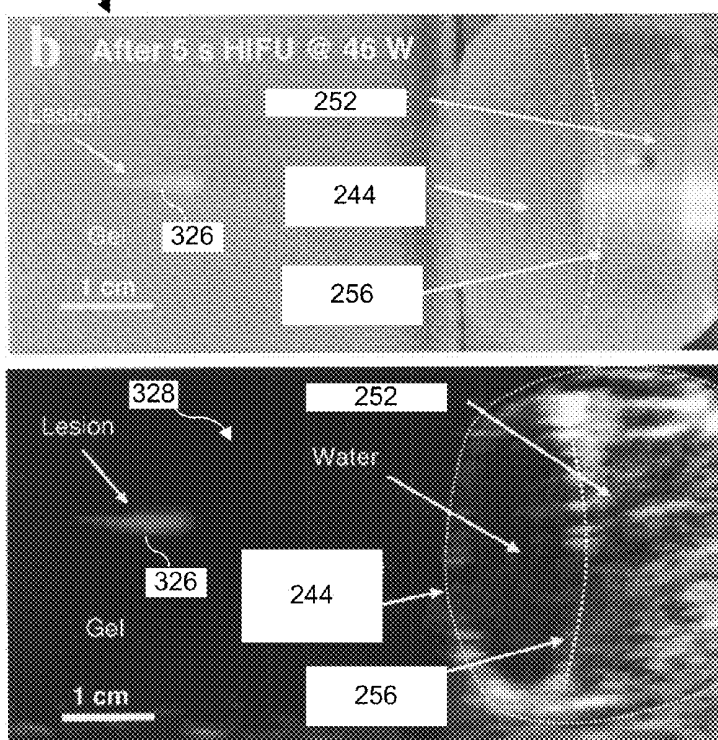 b After 5 s HIFU @ 46 W
252
Lesion
244
326
Gel
256
1 cm
328
252
Lesion
Water
326
244
Gel
256
1 cm